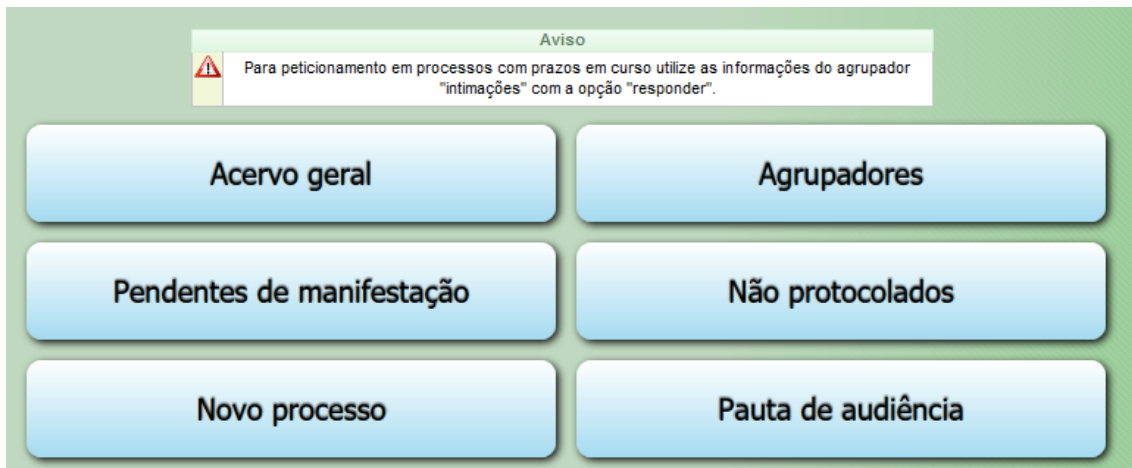 Aviso
Para peticionamento em processos com prazos em curso utilize as informações do agrupador
"intimações" com a opção "responder".
Acervo geral
Agrupadores
Pendentes de manifestação
Não protocolados
Novo processo
Pauta de audiência